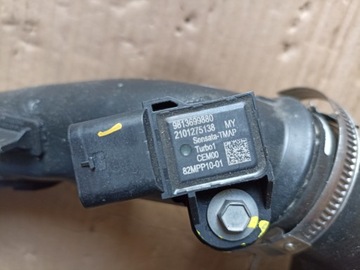 9813699880
2101275138 MY
Sensata-TMAP
Turbo1
CEM00
82MPP10-01